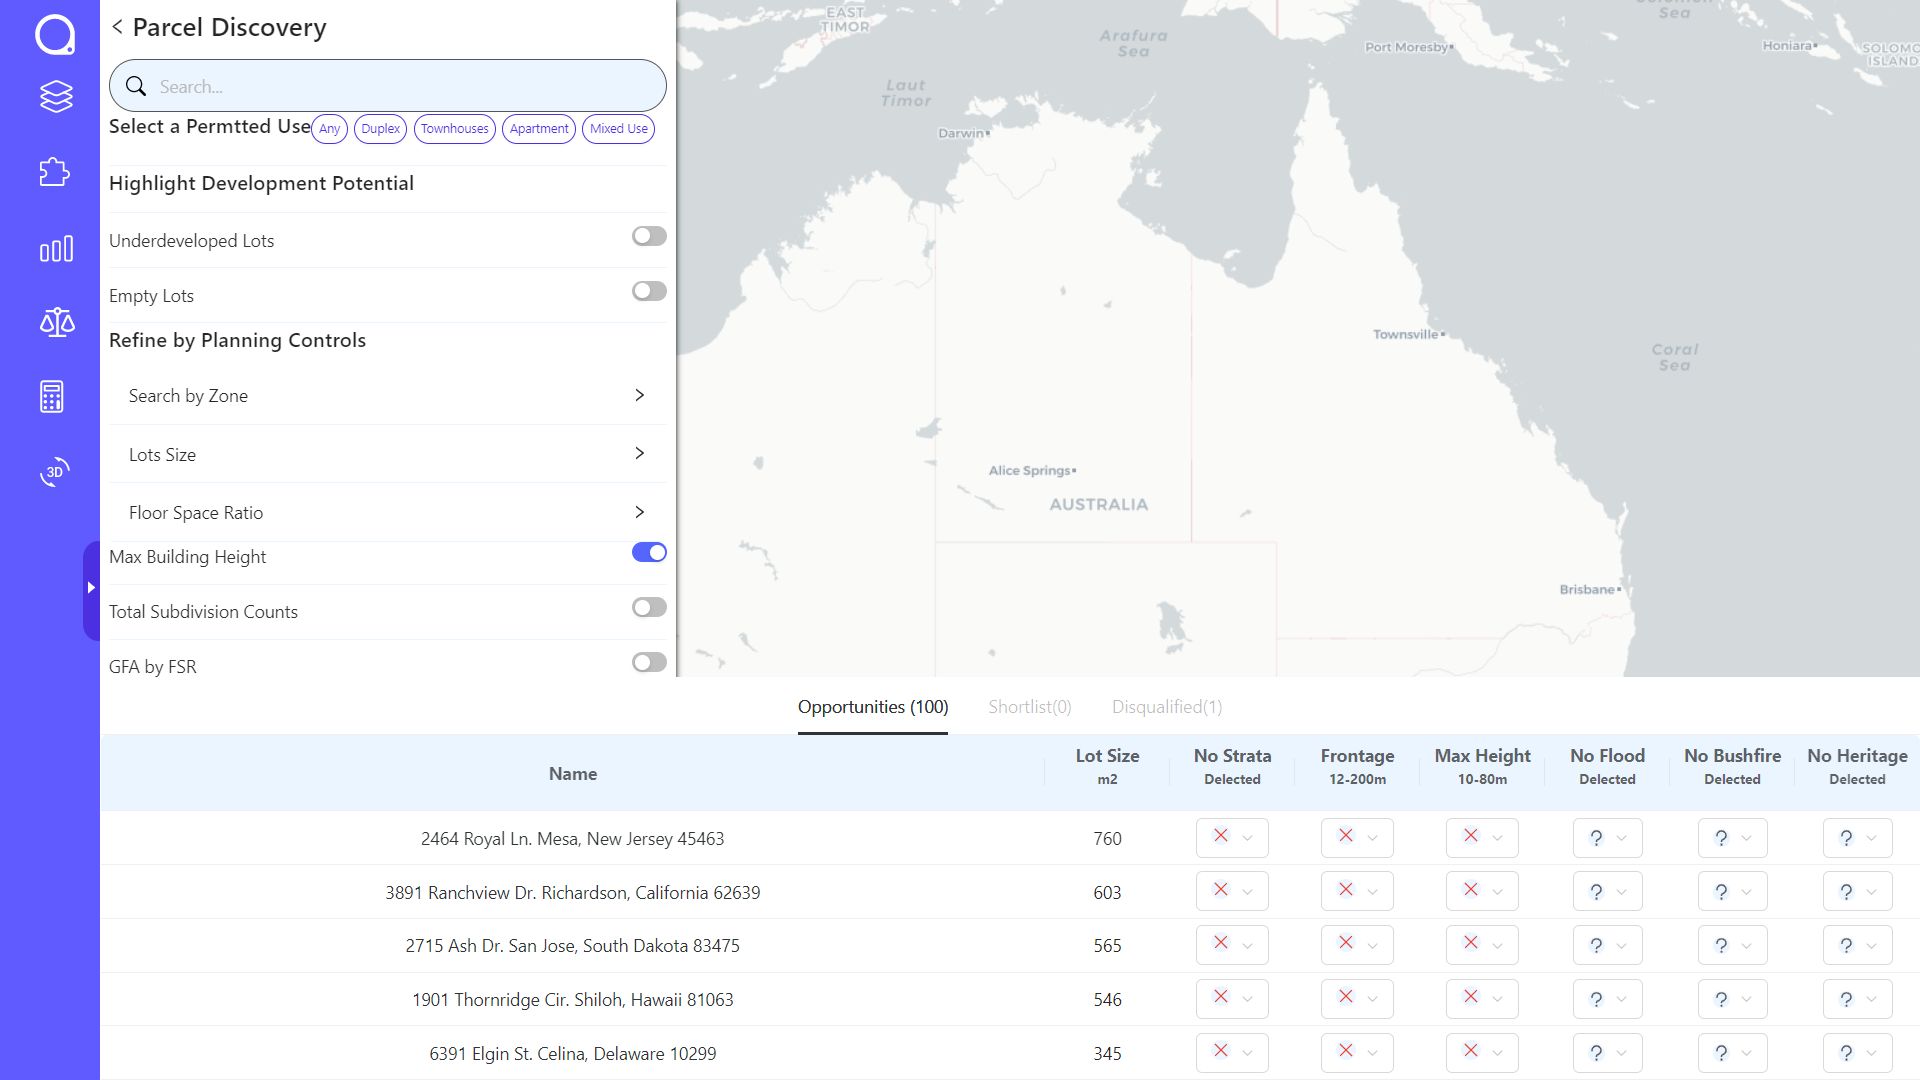 Parcel Discovery
Search...
Select a Permtted Use
Any
Duplex
Townhouses
Apartment
Mixed Use
Highlight Development Potential
Underdeveloped Lots
Empty Lots
Refine by Planning Controls
Search by Zone
Lots Size
Floor Space Ratio
Max Building Height
Total Subdivision Counts
GFA by FSR
3D
EAST
TIMOR
Arafura
Sea
Port Moresby
Solomon
Sea
Honiara
SOLOMO
ISLAND
Laut
Timor
Darwin
Townsville
Coral
Sea
Alice Springs
AUSTRALIA
Brisbane
Opportunities (100)
Shortlist(0)
Disqualified(1)
Name
Lot Size
m2
No Strata
Delected
Frontage
12-200m
Max Height
10-80m
No Flood
Delected
No Bushfire
Delected
No Heritage
Delected
2464 Royal Ln. Mesa, New Jersey 45463 760 ? ? ?
3891 Ranchview Dr. Richardson, California 62639 603 ? ? ?
2715 Ash Dr. San Jose, South Dakota 83475 565 ? ? ?
1901 Thornridge Cir. Shiloh, Hawaii 81063 546 ? ? ?
6391 Elgin St. Celina, Delaware 10299 345 ? ? ?